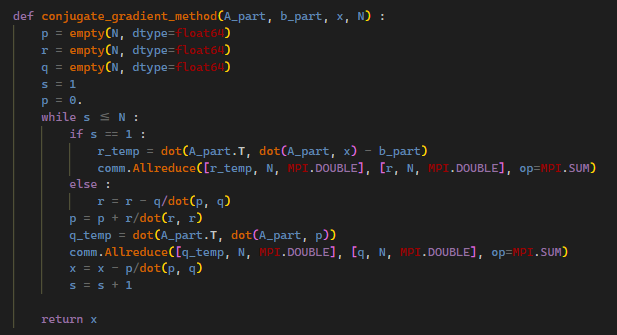 def conjugate_gradient_method(A_part, b_part, x, N) :
    p = empty(N, dtype=float64)
    r = empty(N, dtype=float64)
    q = empty(N, dtype=float64)
    s = 1
    p = 0.
    while s ≤ N :
        if s == 1 :
            r_temp = dot(A_part.T, dot(A_part, x) - b_part)
            comm.Allreduce([r_temp, N, MPI.DOUBLE], [r, N, MPI.DOUBLE], op=MPI.SUM)
        else :
            r = r - q/dot(p, q)
        p = p + r/dot(r, r)
        q_temp = dot(A_part.T, dot(A_part, p))
        comm.Allreduce([q_temp, N, MPI.DOUBLE], [q, N, MPI.DOUBLE], op=MPI.SUM)
        x = x - p/dot(p, q)
        s = s + 1
    return x